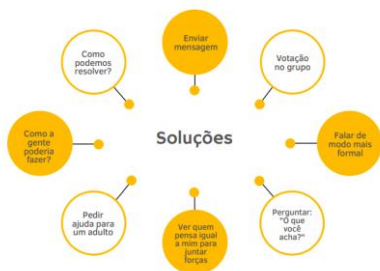 Enviar
mensagem
Como
podemos
resolver?
Votação
no grupo
Como a
gente
poderia
fazer?
Soluções
Falar de
modo mais
formal
Pedir
ajuda para
um adulto
Ver quem
pensa igual
a mim para
juntar
forças
Perguntar:
"O que
você
acha?"